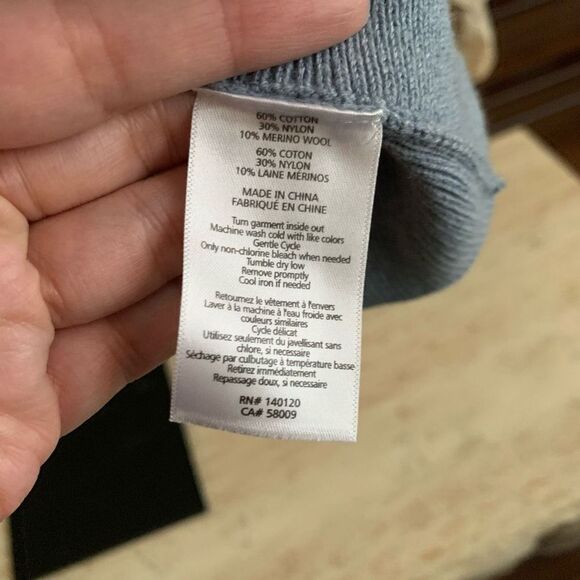 60% COTTON
30% NYLON
10% MERINO WOOL
60% COTON
30% NYLON
10% LAINE MÉRINOS
MADE IN CHINA
FABRIQUÉ EN CHINE
Turn garment inside out
Machine wash cold with like colors
Gentle Cycle
Only non-chlorine bleach when needed
Tumble dry low
Remove promptly
Cool iron if needed
Retournez le vêtement à l'envers
Laver à la machine à l'eau froide avec
couleurs similaires
Cycle délicat
Utilisez seulement du javellisant sans
chlore, si necessaire
Séchage par culbutage à température basse
Retirez immédiatement
Repassage doux, si necessaire
RN# 140120
CA# 58009